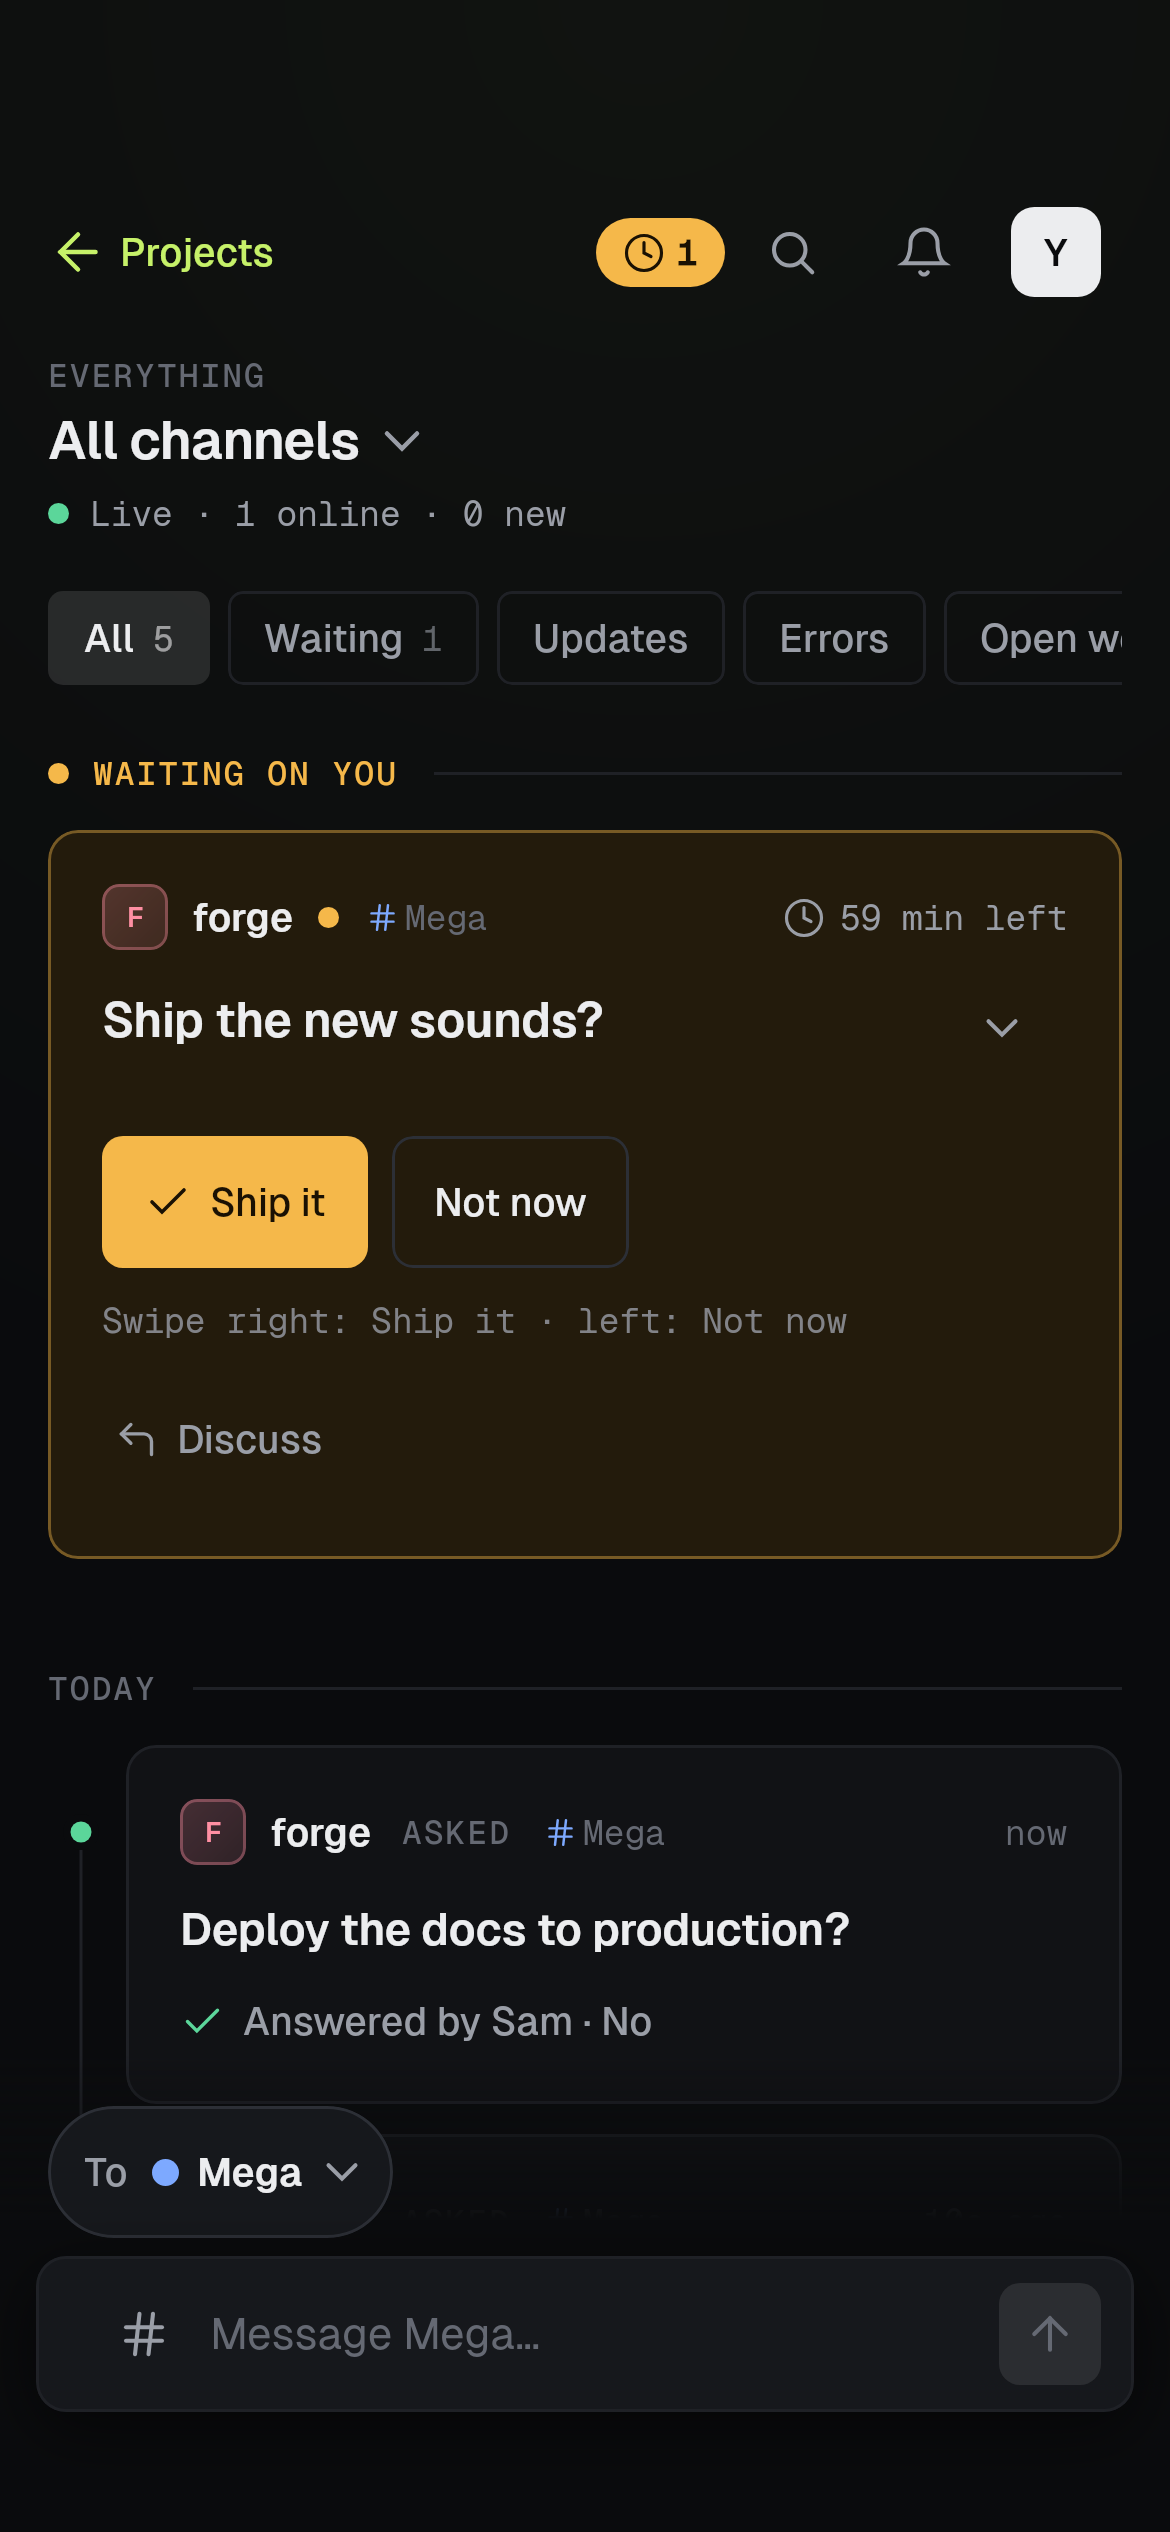 Projects
1
Y
EVERYTHING
All channels
Live · 1 online · 0 new
All 5
Waiting 1
Updates
Errors
Open
WAITING ON YOU
F forge # Mega 59 min left
Ship the new sounds?
Ship it
Not now
Swipe right: Ship it · left: Not now
Discuss
TODAY
F forge ASKED # Mega now
Deploy the docs to production?
Answered by Sam · No
To Mega
# Message Mega…